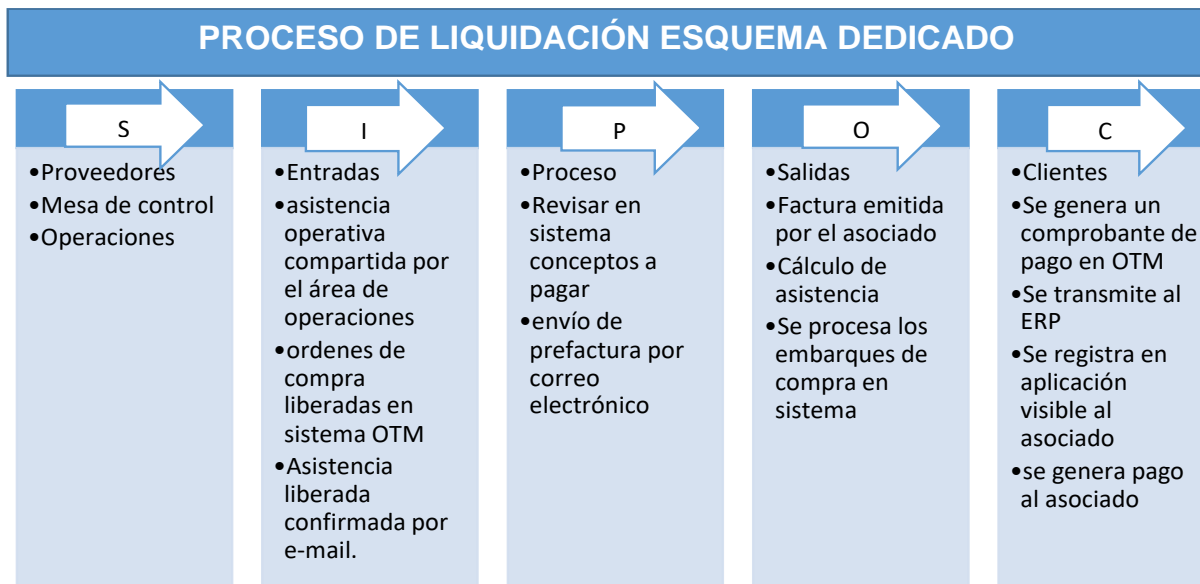 PROCESO DE LIQUIDACIÓN ESQUEMA DEDICADO
S
•Proveedores
•Mesa de control
•Operaciones
I
•Entradas
•asistencia
operativa
compartida por
el área de
operaciones
•ordenes de
compra
liberadas en
sistema OTM
•Asistencia
liberada
confirmada por
e-mail.
P
•Proceso
•Revisar en
sistema
conceptos a
pagar
•envío de
prefactura por
correo
electrónico
O
•Salidas
•Factura emitida
por el asociado
•Cálculo de
asistencia
•Se procesa los
embarques de
compra en
sistema
C
•Clientes
•Se genera un
comprobante de
pago en OTM
•Se transmite al
ERP
•Se registra en
aplicación
visible al
asociado
•se genera pago
al asociado